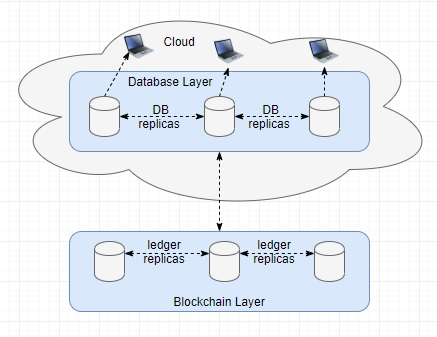 Cloud
Database Layer
DB
replicas
DB
replicas
ledger
replicas
ledger
replicas
Blockchain Layer